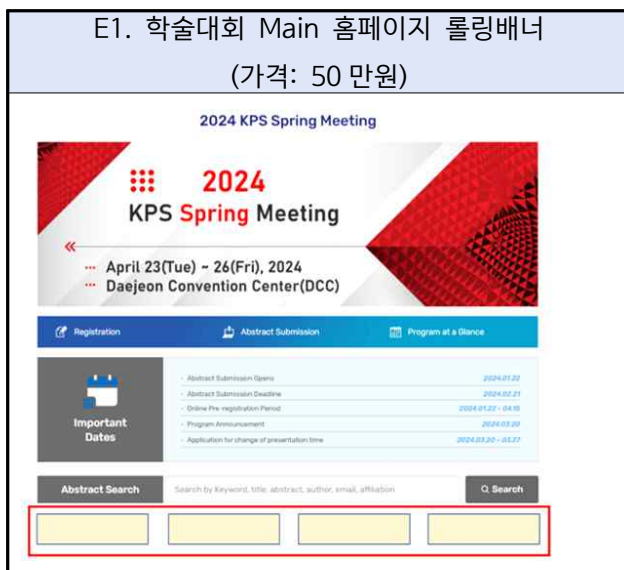 E1. 학술대회 Main 홈페이지 롤링배너
(가격: 50만원)
2024 KPS Spring Meeting
2024
KPS Spring Meeting
April 23(Tue) ~ 26(Fri), 2024
Daejeon Convention Center(DCC)
Registration
Abstract Submission
Program at a Glance
Important
Dates
Abstract Submission Opens 2024.01.22
Abstract Submission Deadline 2024.02.21
Online Pre-registration Period 2024.01.22 - 04.15
Program Announcement 2024.03.20
Application for change of presentation time 2024.03.20 - 03.27
Abstract Search
Search by Keyword, title, abstract, author, email, affiliation
Search